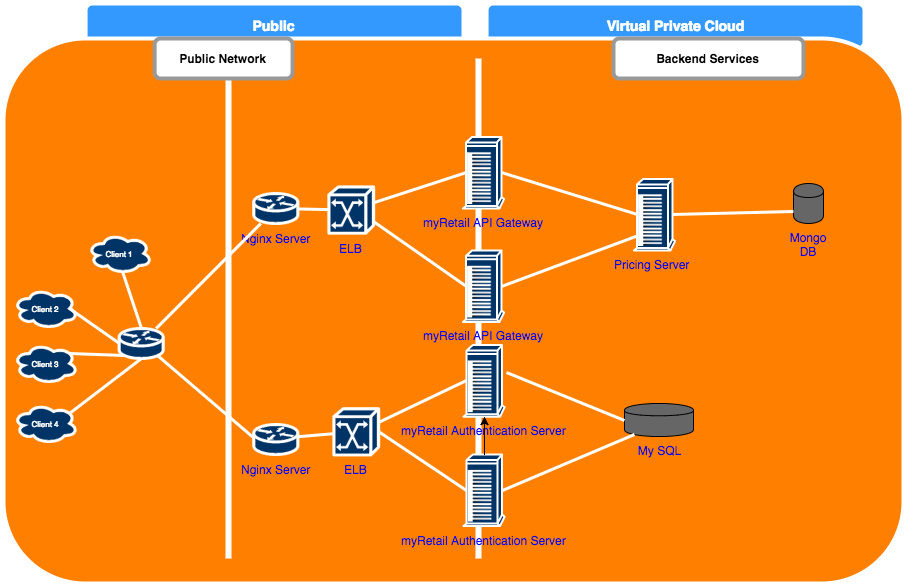 Public
Virtual Private Cloud
Public Network
Backend Services
myRetail API Gateway
Nginx Server
ELB
Mongo
DB
Pricing Server
Client 1
Client 2
myRetail API Gateway
Client 3
Client 4
myRetail Authentication Server
My SQL
Nginx Server
ELB
myRetail Authentication Server